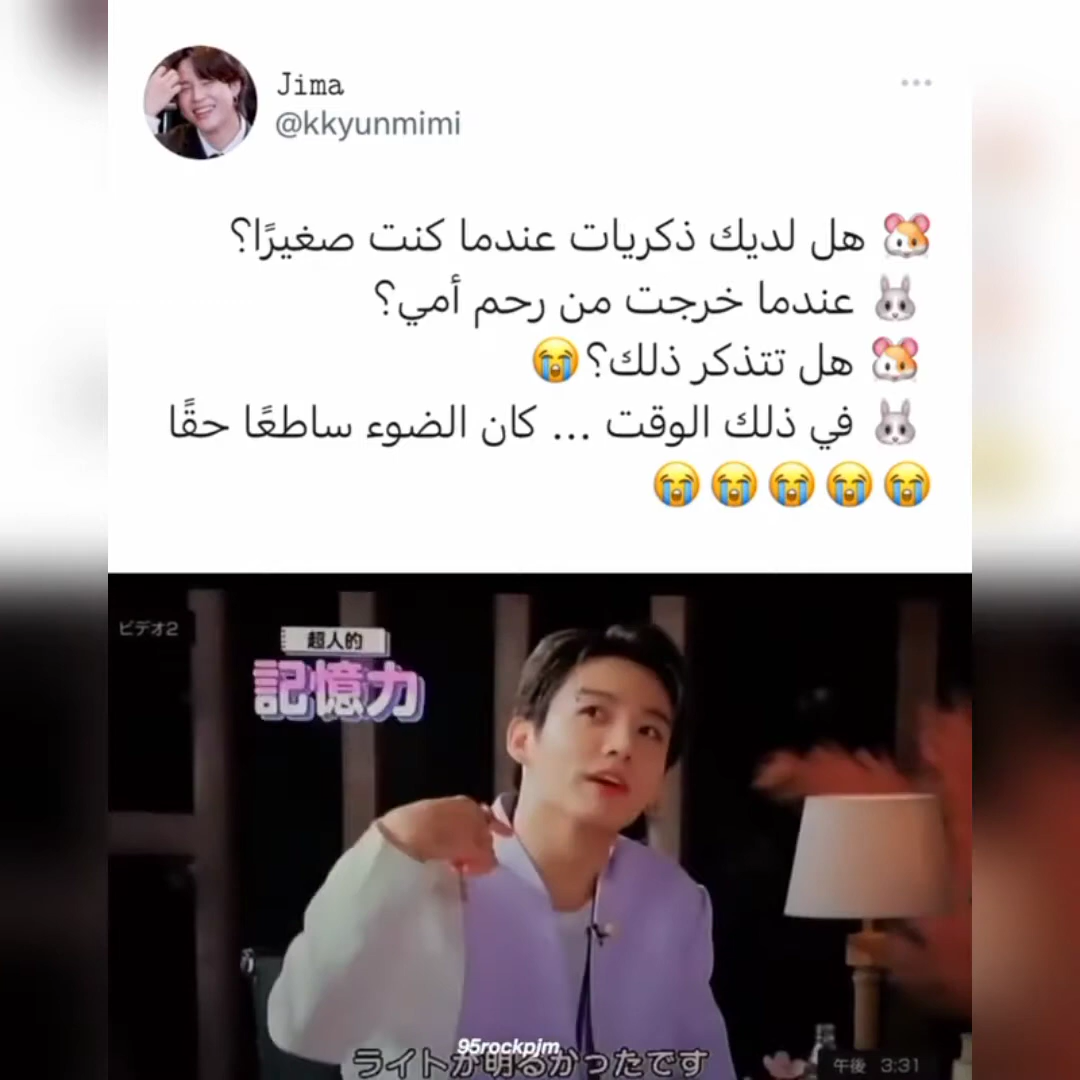 Jima
@kkyunmimi
🐹 هل لديك ذكريات عندما كنت صغيرًا؟
🐰 عندما خرجت من رحم أمي؟
🐹 هل تتذكر ذلك؟😭
🐰 في ذلك الوقت ... كان الضوء ساطعًا حقًا
😭😭😭😭😭
ビデオ2
超人的
記憶力
95rockpjm
ライトが明るかったです
午後 3:31